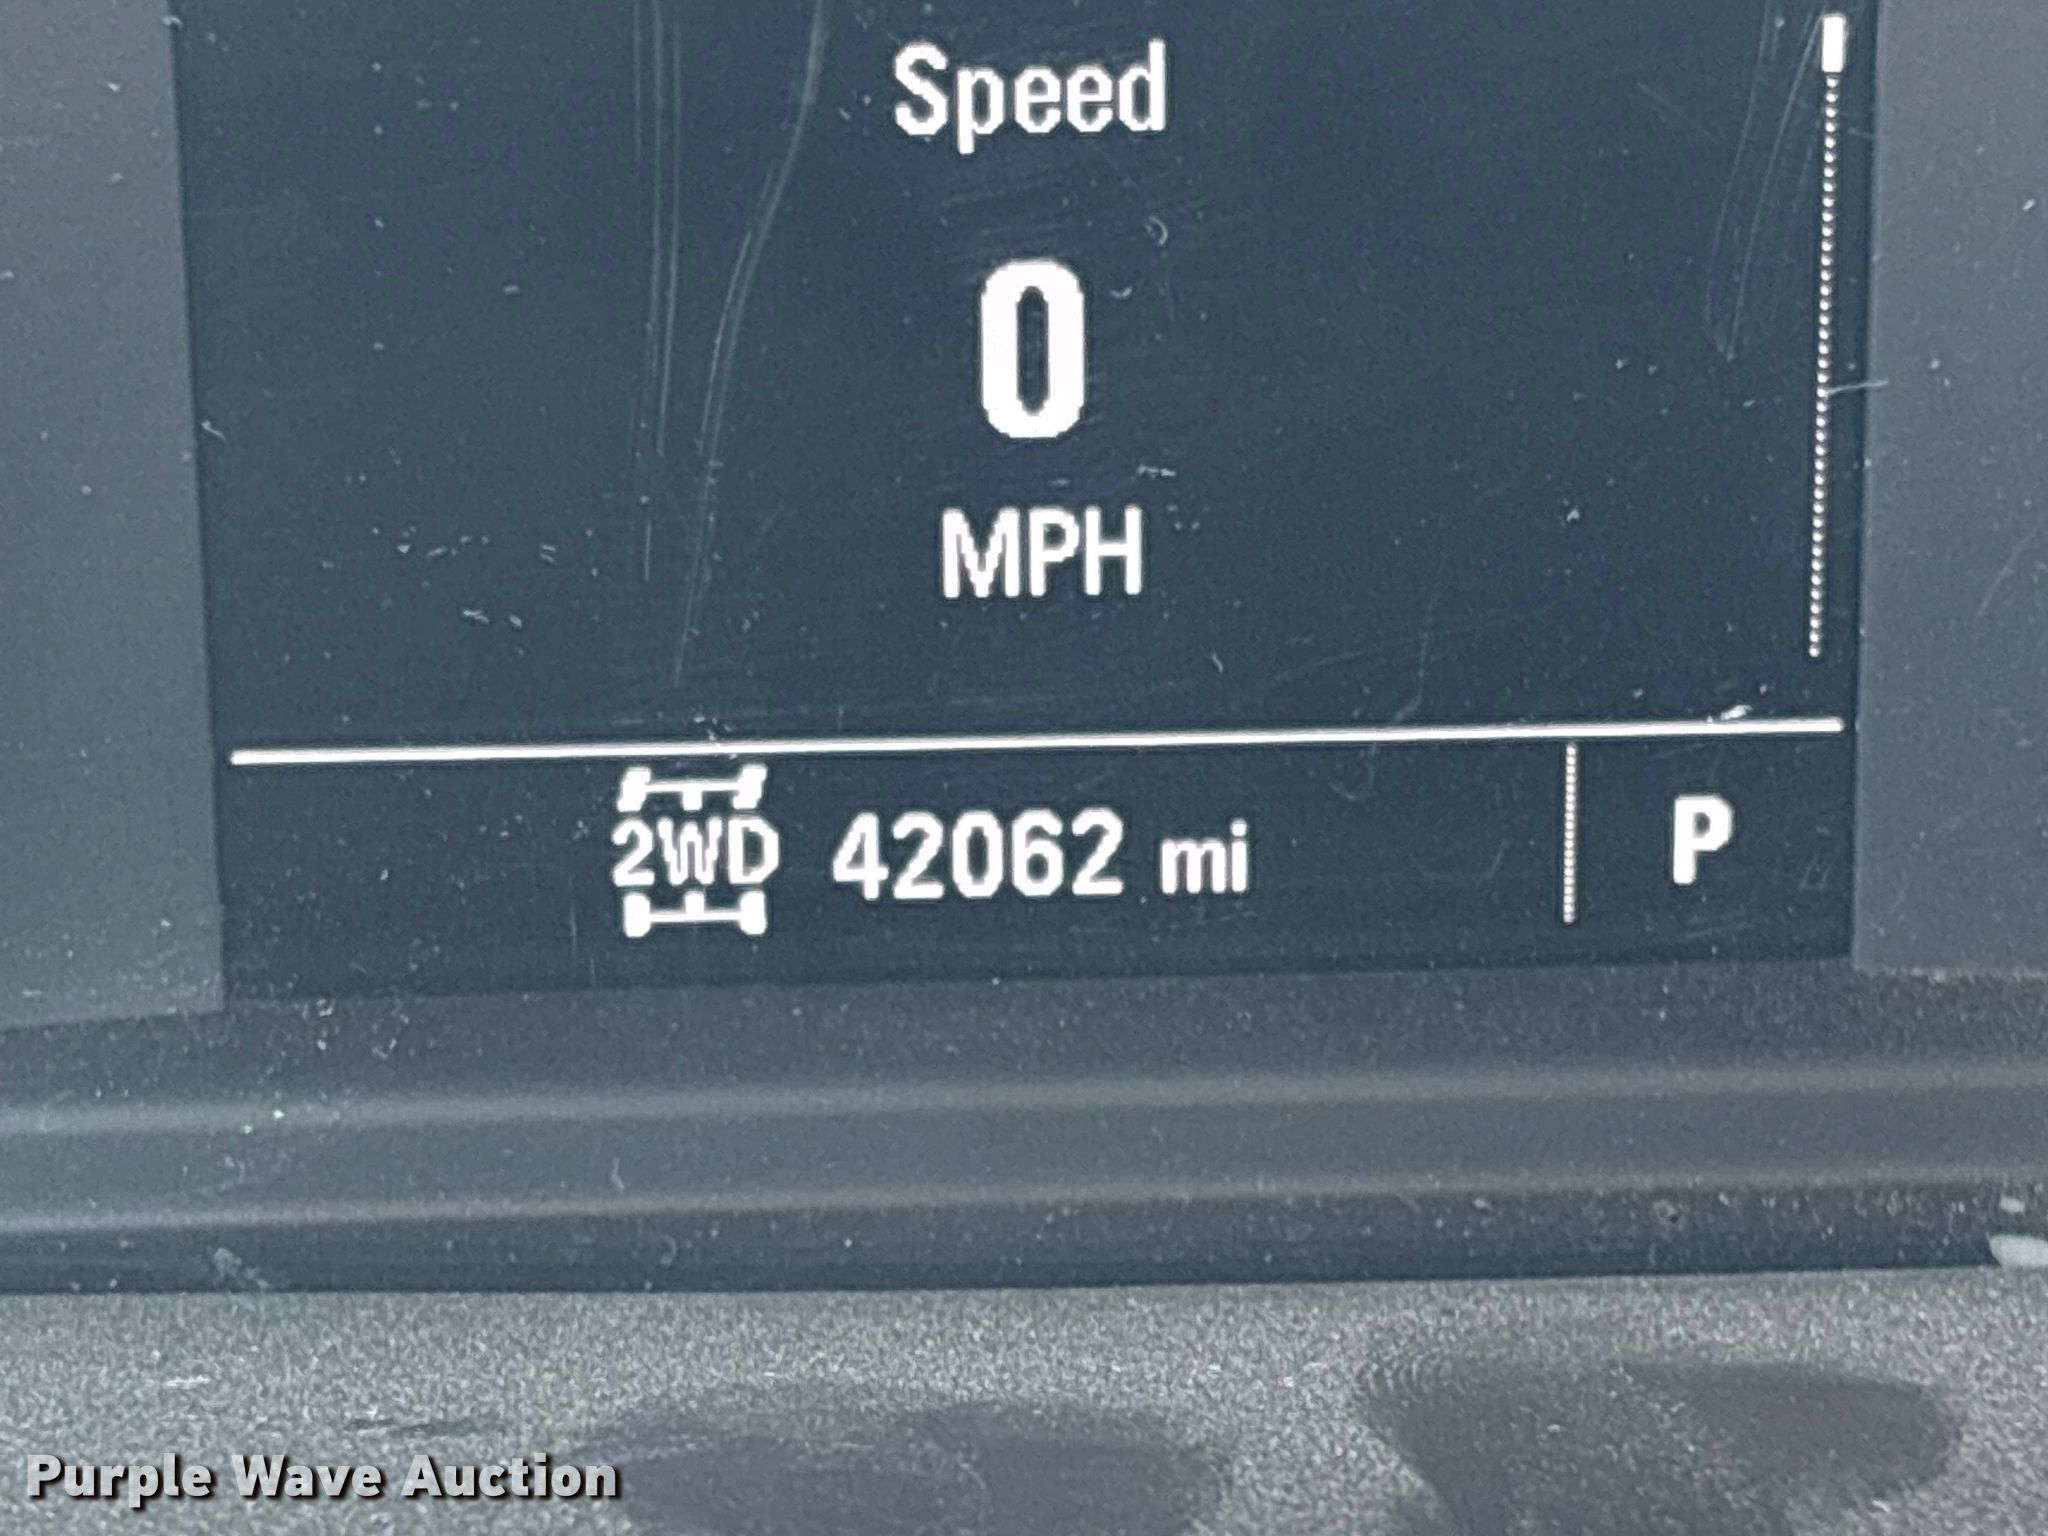 Speed
0
MPH
2WD 42062 mi P
Purple Wave Auction